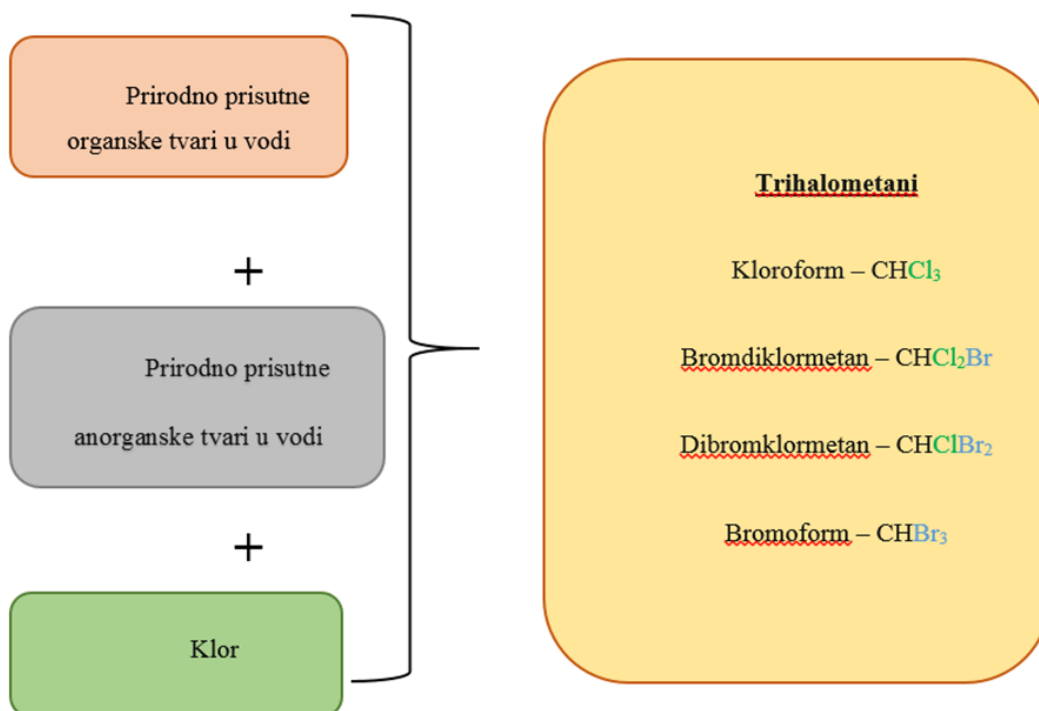 Prirodno prisutne
organske tvari u vodi
+
Prirodno prisutne
anorganske tvari u vodi
+
Klor
Trihalometani
Kloroform – CHCl₃
Bromdiklormetan – CHCl₂Br
Dibromklormetan – CHClBr₂
Bromoform – CHBr₃